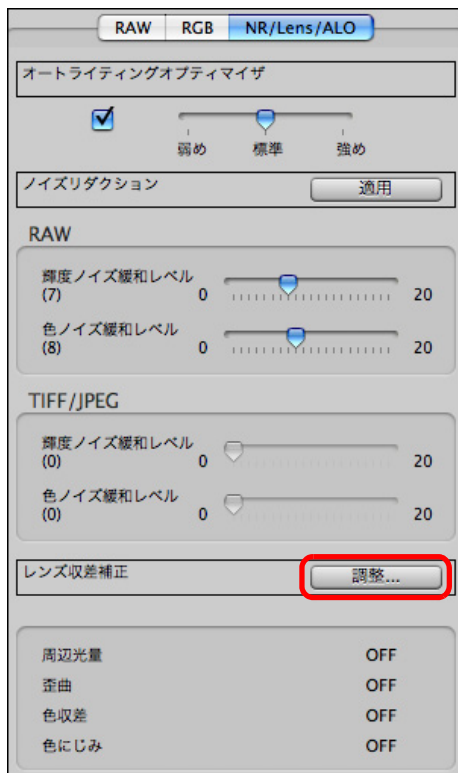 RAW RGB NR/Lens/ALO
オートライティングオプティマイザ
弱め 標準 強め
ノイズリダクション 適用
RAW
輝度ノイズ緩和レベル
(7) 0 20
色ノイズ緩和レベル
(8) 0 20
TIFF/JPEG
輝度ノイズ緩和レベル
(0) 0 20
色ノイズ緩和レベル
(0) 0 20
レンズ収差補正 調整...
周辺光量 OFF
歪曲 OFF
色収差 OFF
色にじみ OFF